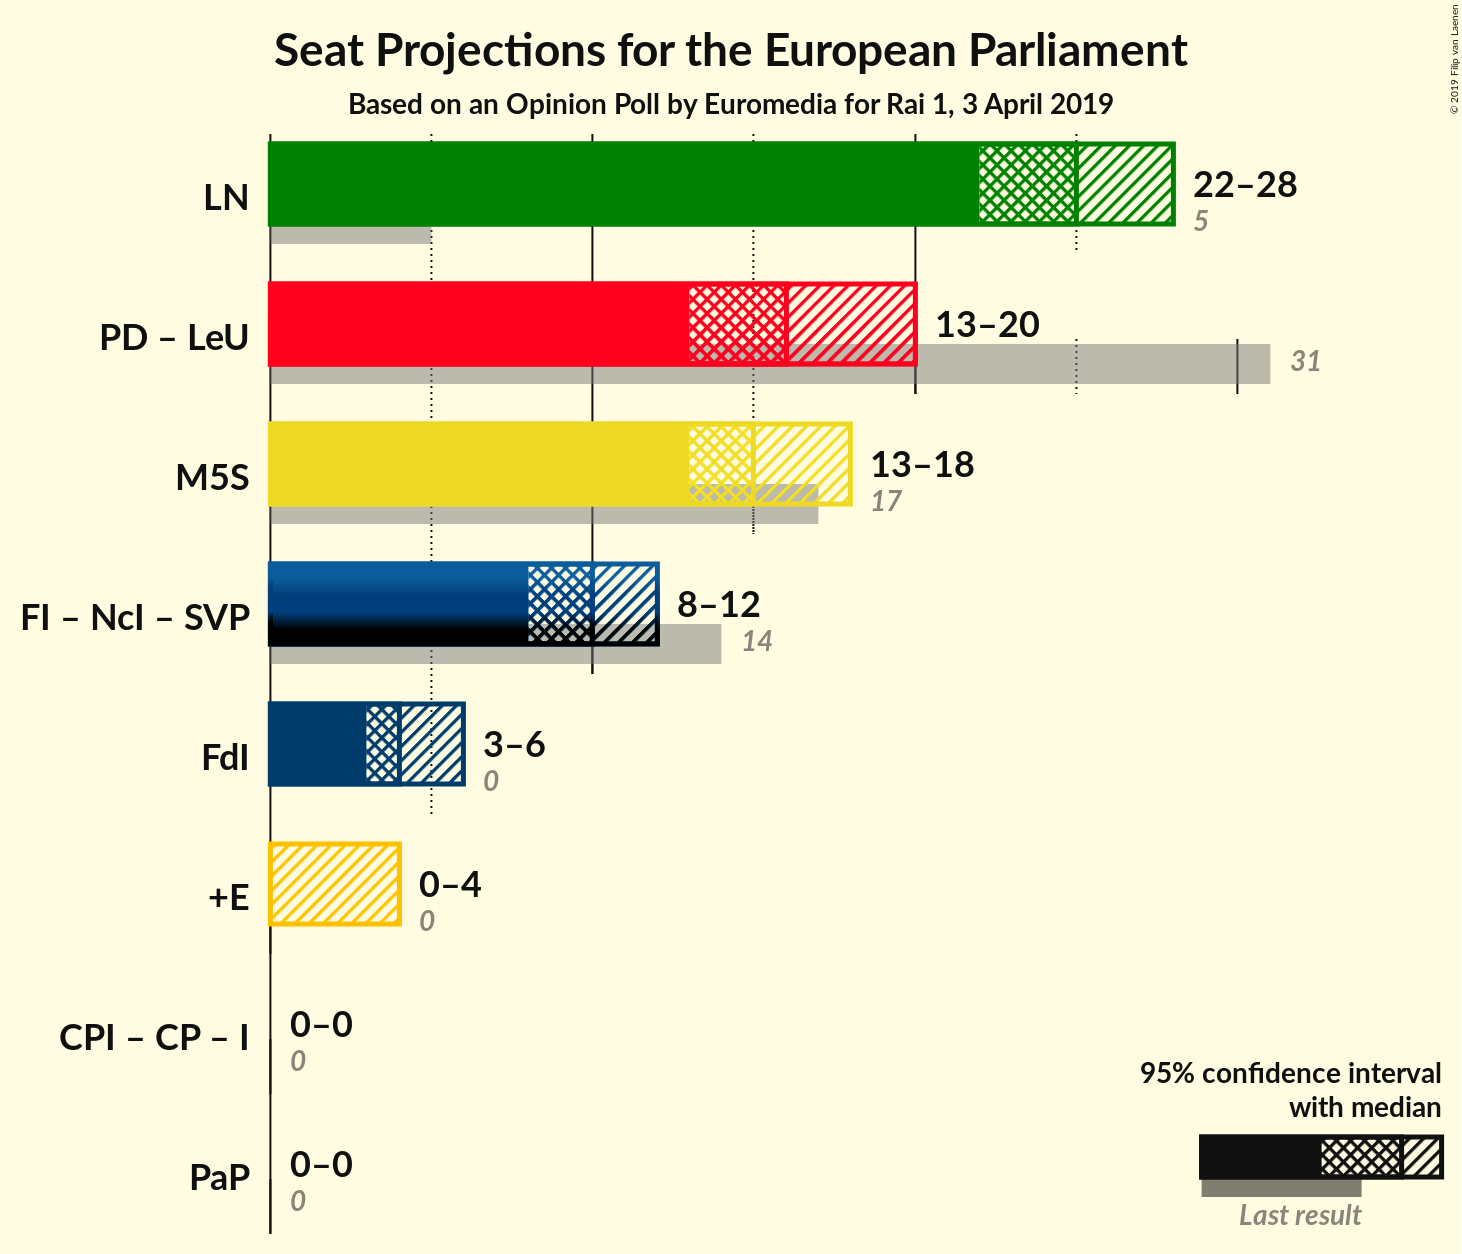 Seat Projections for the European Parliament
Based on an Opinion Poll by Euromedia for Rai 1, 3 April 2019
© 2019 Filip van Laenen
LN
22–28
5
PD – LeU
13–20
31
M5S
13–18
17
FI – NcI – SVP
8–12
14
FdI
3–6
0
+E
0–4
0
CPI – CP – I
0–0
0
PaP
0–0
0
95% confidence interval
with median
Last result